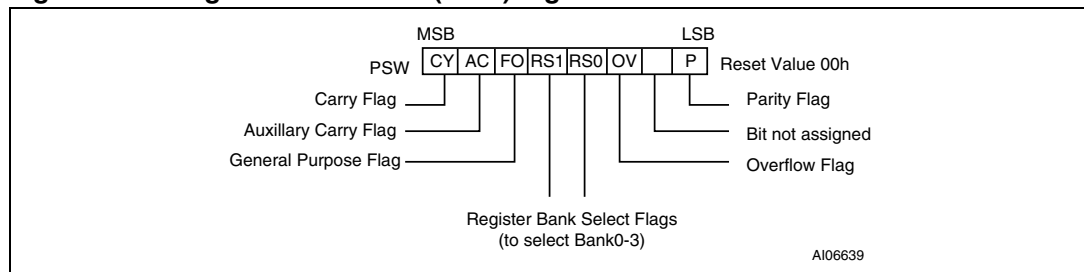 MSB LSB
PSW CY AC FO RS1 RS0 OV P Reset Value 00h
Carry Flag Parity Flag
Auxillary Carry Flag Bit not assigned
General Purpose Flag Overflow Flag
Register Bank Select Flags
(to select Bank0-3)
AI06639